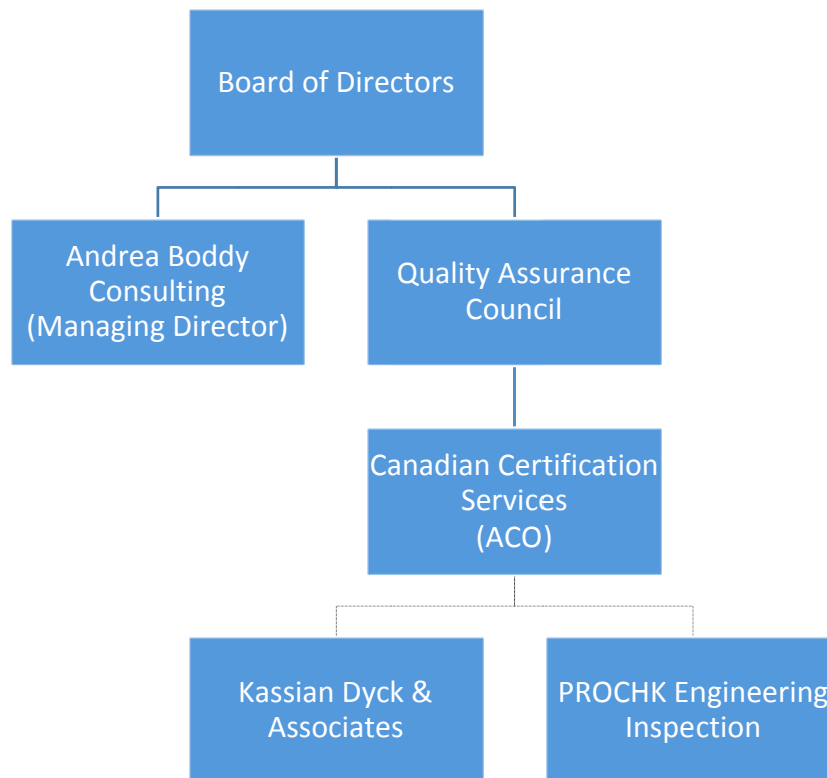 Board of Directors
Andrea Boddy
Consulting
(Managing Director)
Quality Assurance
Council
Canadian Certification
Services
(ACO)
Kassian Dyck &
Associates
PROCHK Engineering
Inspection